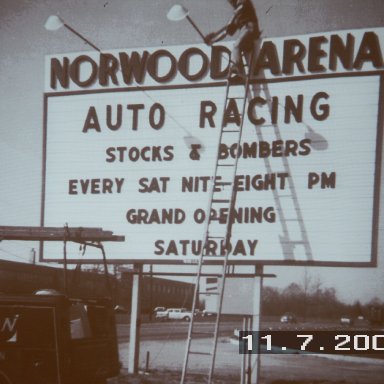 NORWOOD ARENA
AUTO RACING
STOCKS & BOMBERS
EVERY SAT NITE-EIGHT PM
GRAND OPENING
SATURDAY
11.7.200